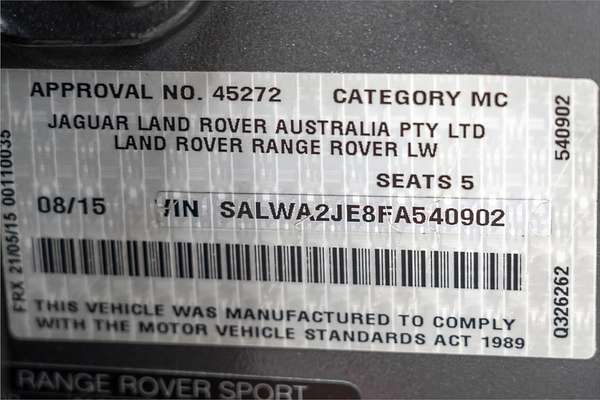 APPROVAL NO. 45272 CATEGORY MC
JAGUAR LAND ROVER AUSTRALIA PTY LTD
LAND ROVER RANGE ROVER LW
SEATS 5
08/15 VIN SALWA2JE8FA540902
THIS VEHICLE WAS MANUFACTURED TO COMPLY
WITH THE MOTOR VEHICLE STANDARDS ACT 1989
FRX 21/05/15 00110035
540902
Q326262
RANGE ROVER SPORT